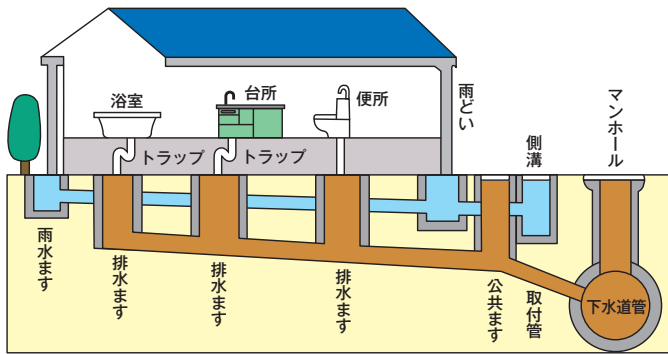 浴室
台所
便所
雨どい
側溝
マンホール
トラップ
トラップ
雨水ます
排水ます
排水ます
排水ます
公共ます
取付管
下水道管